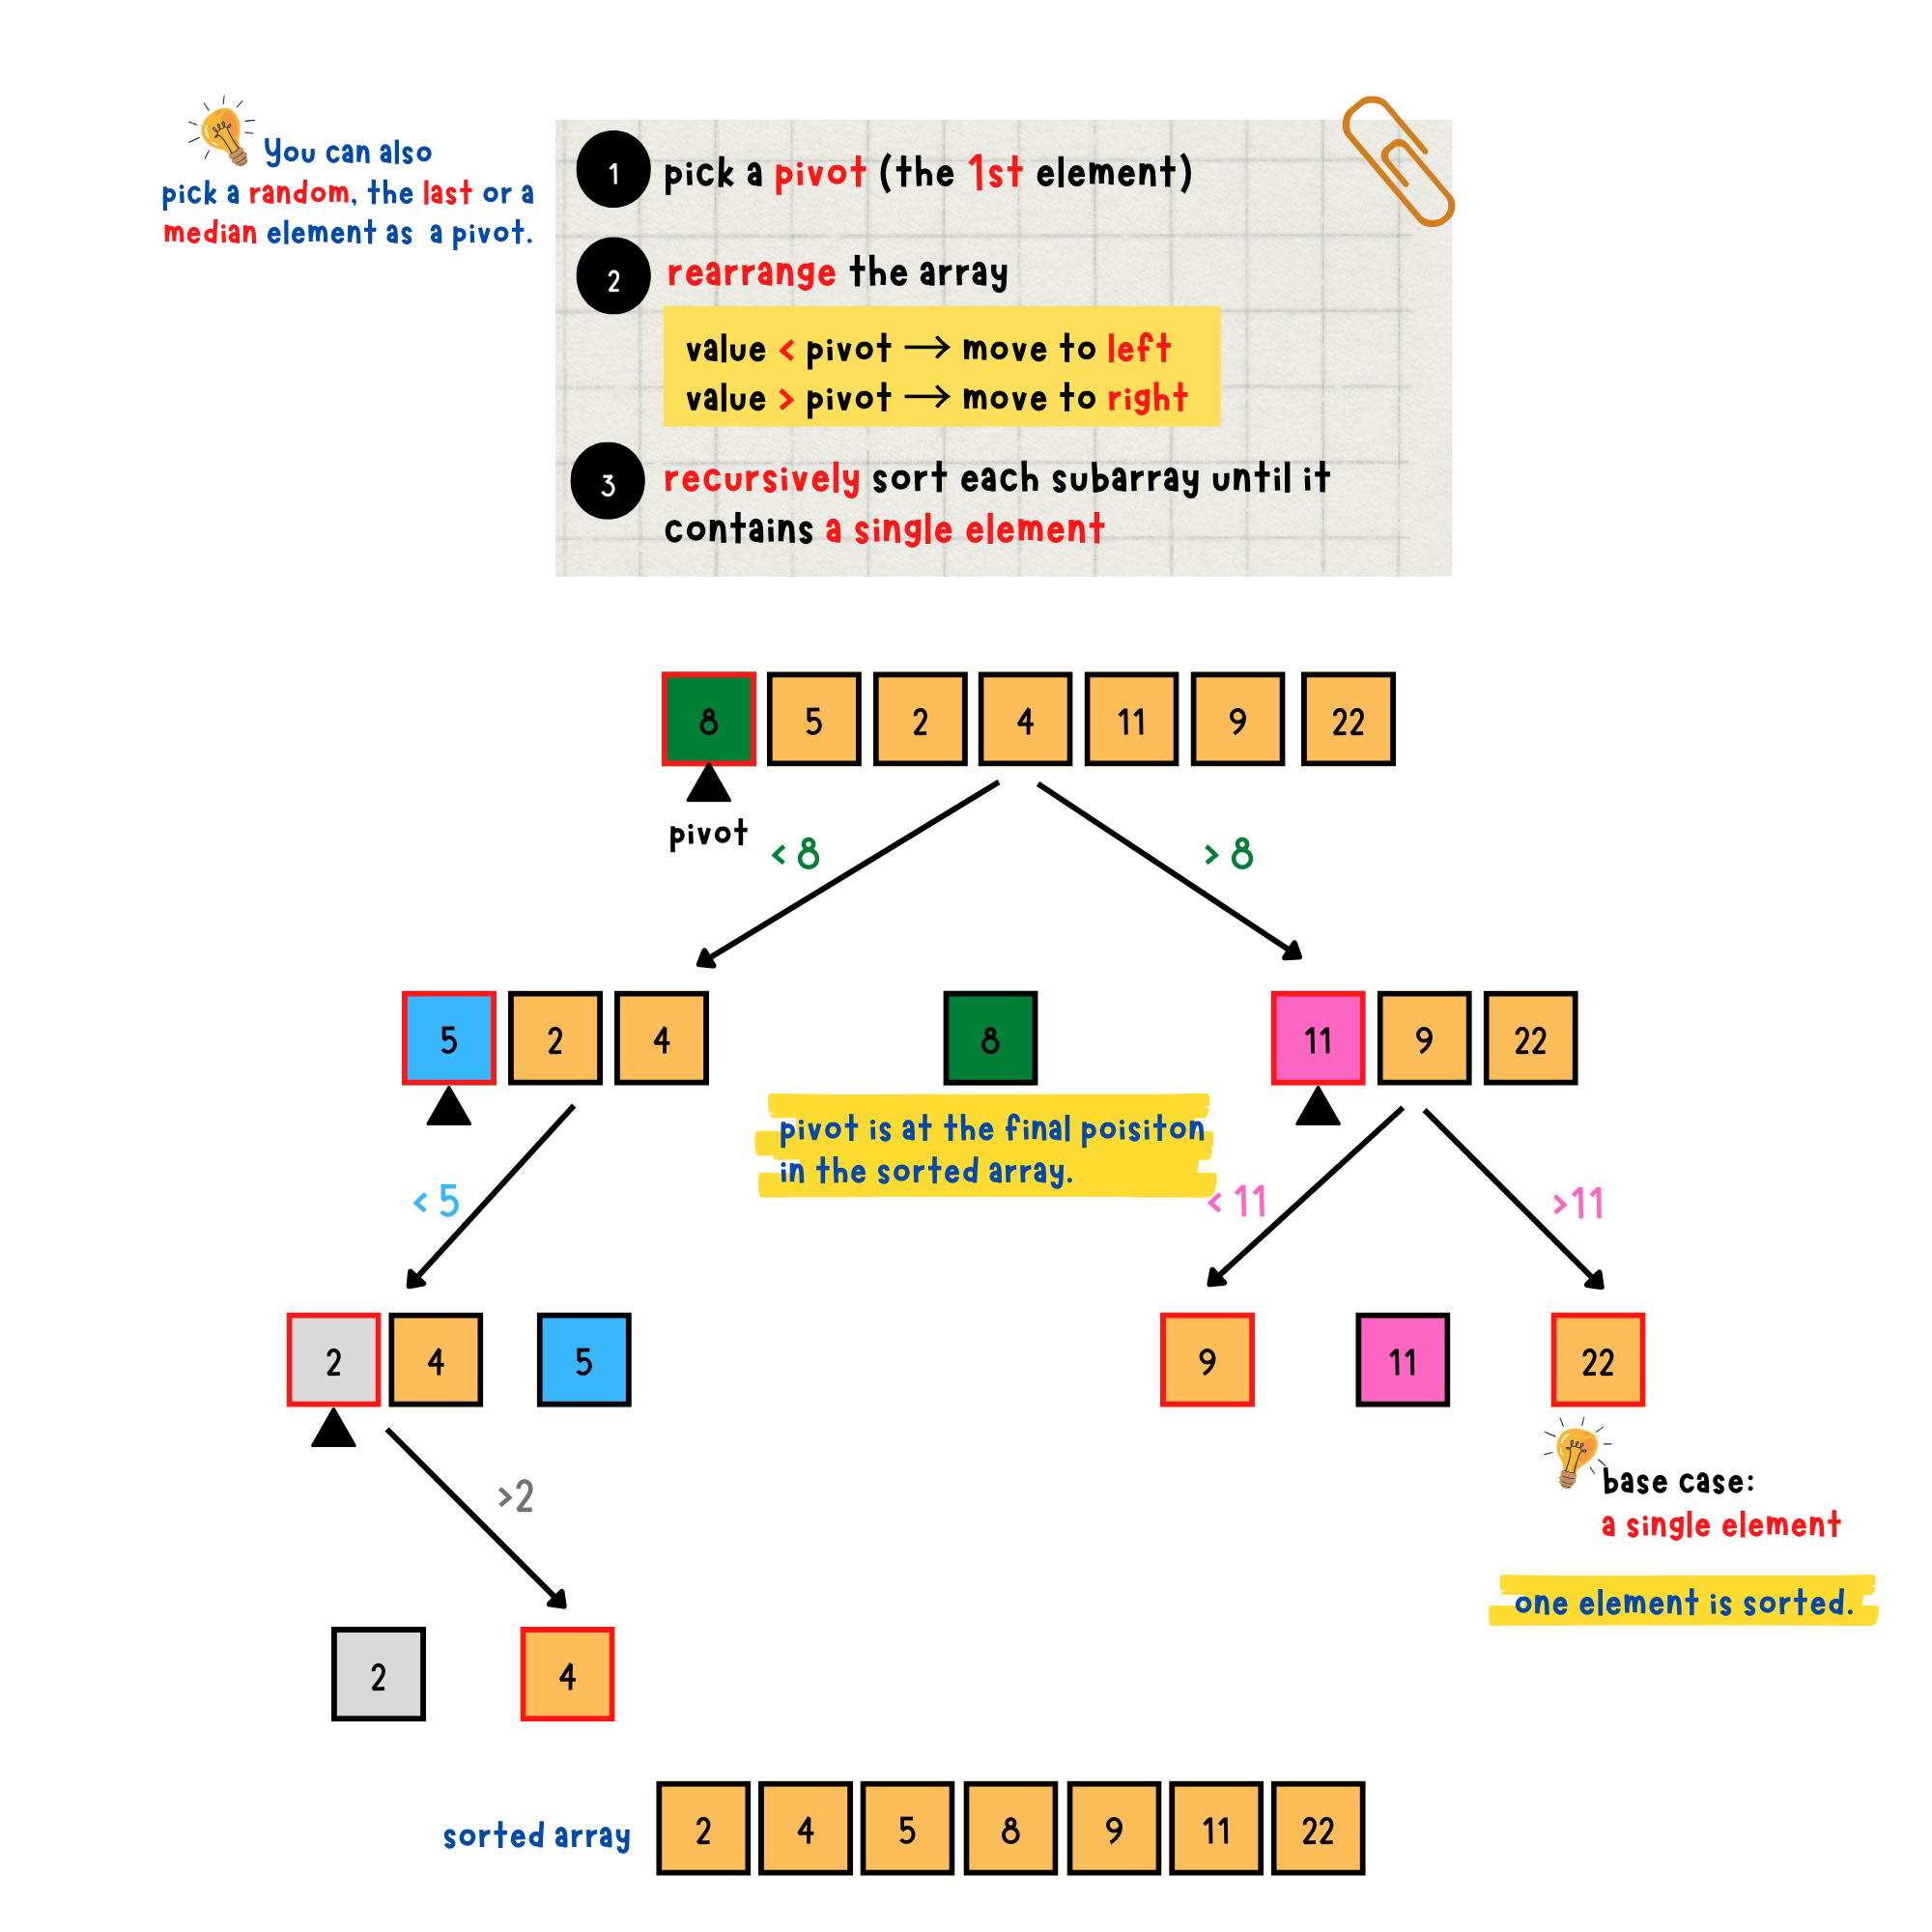 You can also
pick a random, the last or a
median element as a pivot.
1 pick a pivot (the 1st element)
2 rearrange the array
value < pivot → move to left
value > pivot → move to right
3 recursively sort each subarray until it
contains a single element
8 5 2 4 11 9 22
pivot
< 8 > 8
5 2 4 8 11 9 22
pivot is at the final poisiton
in the sorted array.
< 5 < 11 >11
2 4 5 9 11 22
base case:
a single element
>2
one element is sorted.
2 4
sorted array 2 4 5 8 9 11 22